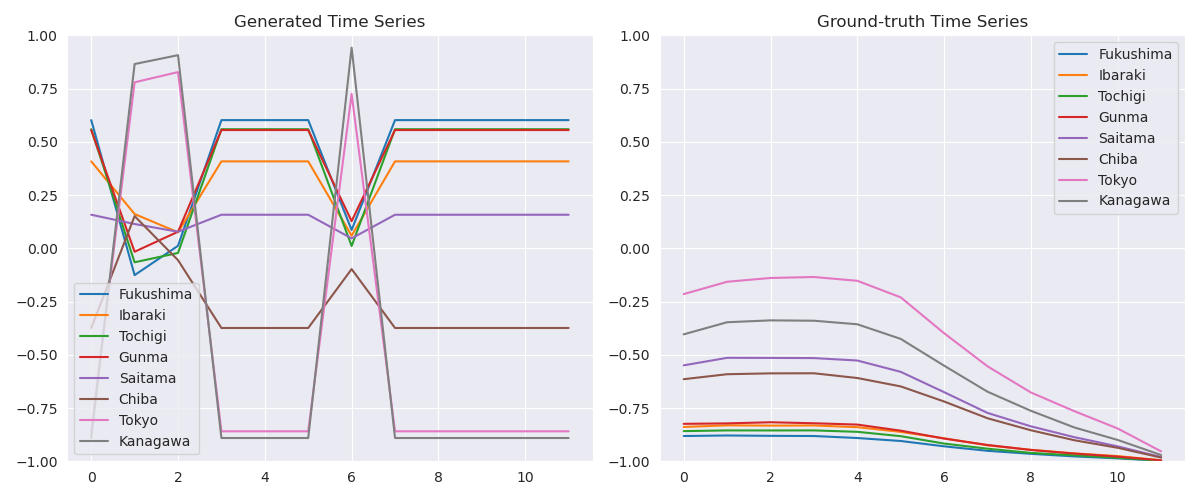 Generated Time Series
1.00
0.75
0.50
0.25
0.00
−0.25
−0.50
−0.75
−1.00
Fukushima
Ibaraki
Tochigi
Gunma
Saitama
Chiba
Tokyo
Kanagawa
0 2 4 6 8 10
Ground-truth Time Series
1.00
0.75
0.50
0.25
0.00
−0.25
−0.50
−0.75
−1.00
Fukushima
Ibaraki
Tochigi
Gunma
Saitama
Chiba
Tokyo
Kanagawa
0 2 4 6 8 10